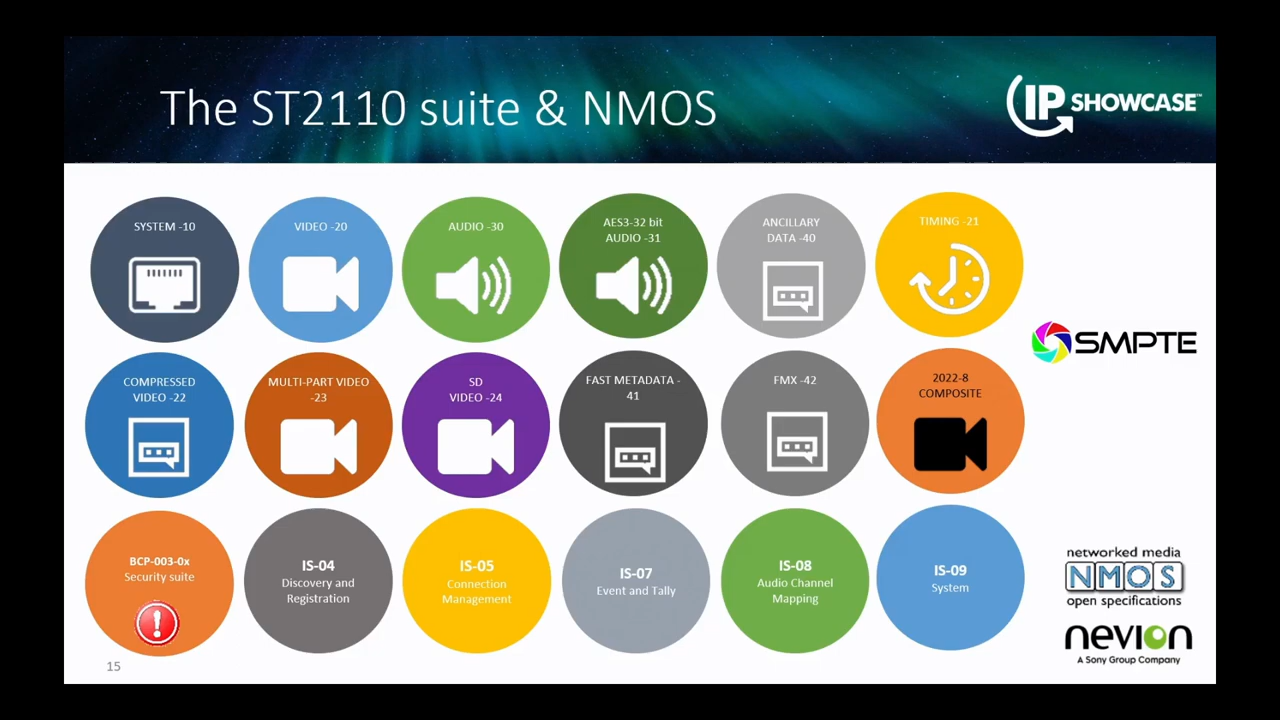 The ST2110 suite & NMOS
IP SHOWCASE™
SYSTEM -10
VIDEO -20
AUDIO -30
AES3-32 bit
AUDIO -31
ANCILLARY
DATA -40
TIMING -21
SMPTE
COMPRESSED
VIDEO -22
MULTI-PART VIDEO
-23
SD
VIDEO -24
FAST METADATA -
41
FMX -42
2022-8
COMPOSITE
BCP-003-0x
Security suite
IS-04
Discovery and
Registration
IS-05
Connection
Management
IS-07
Event and Tally
IS-08
Audio Channel
Mapping
IS-09
System
networked media
NMOS
open specifications
nevion
A Sony Group Company
15